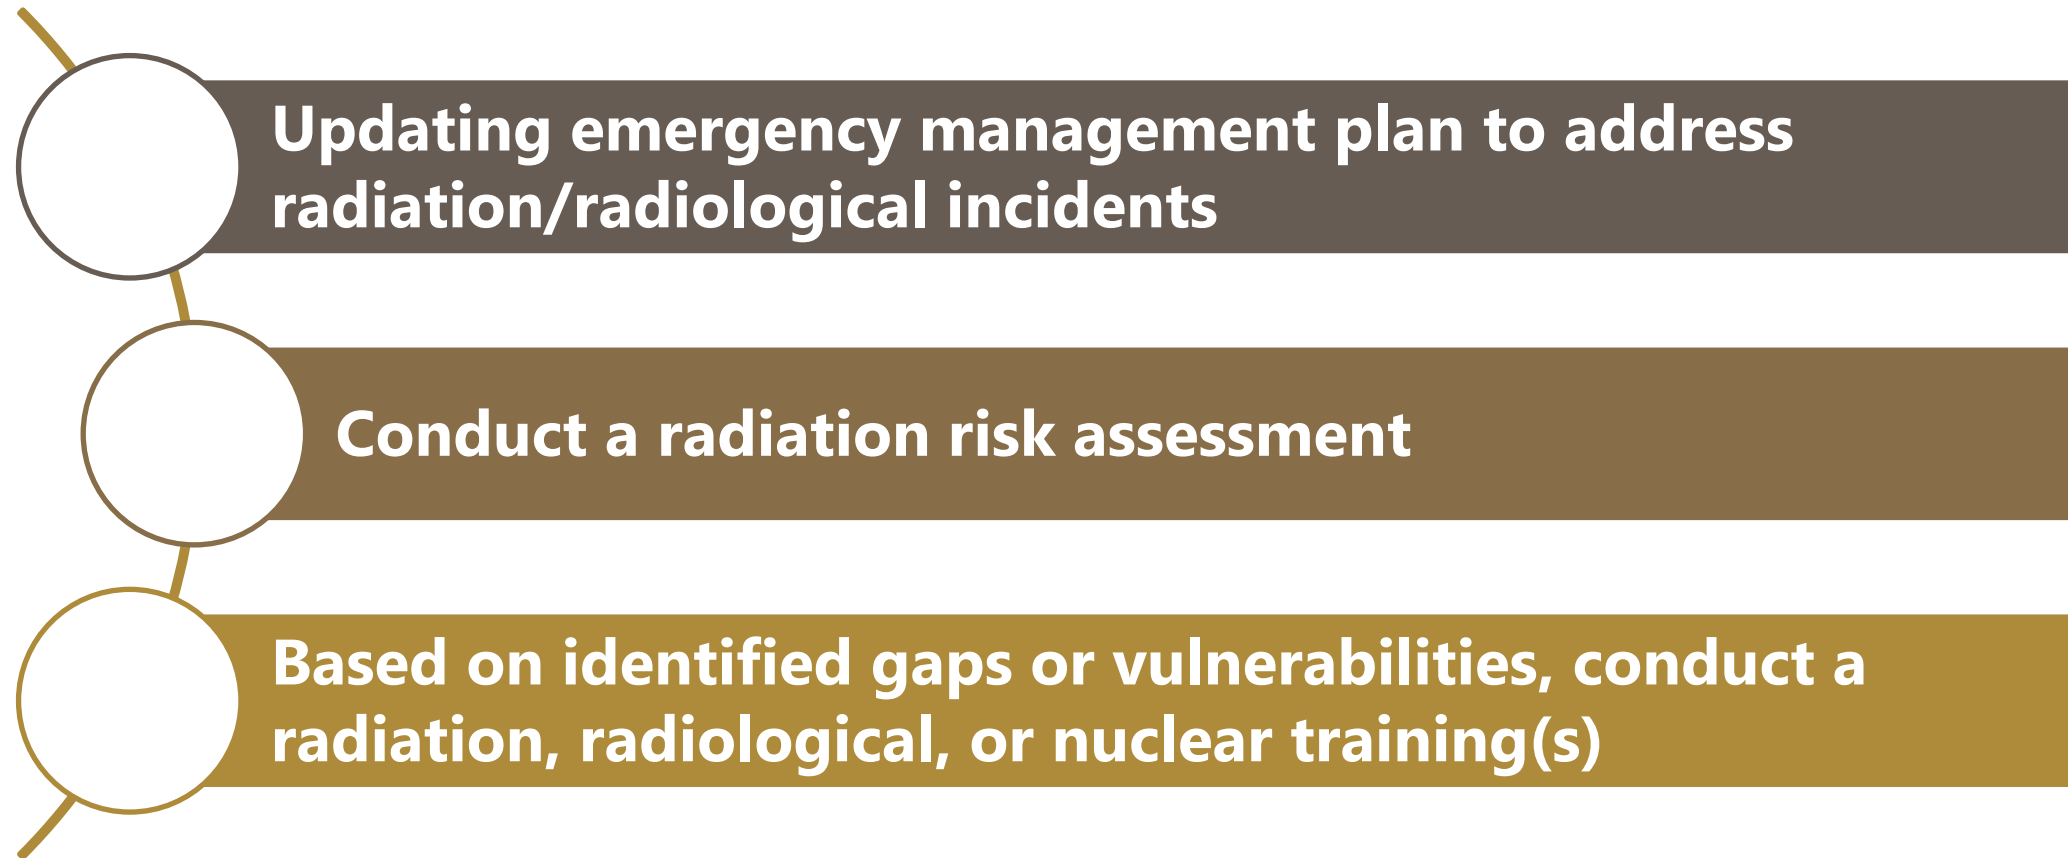 Updating emergency management plan to address
radiation/radiological incidents
Conduct a radiation risk assessment
Based on identified gaps or vulnerabilities, conduct a
radiation, radiological, or nuclear training(s)